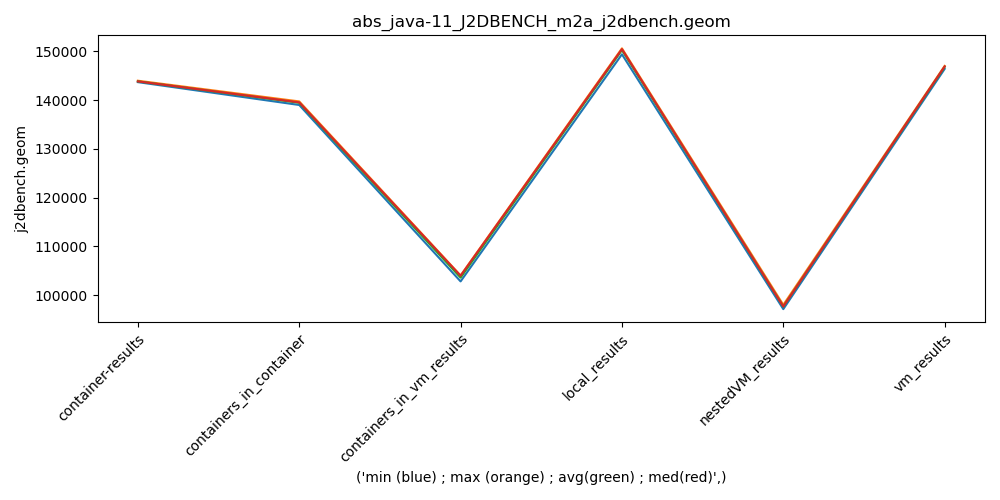 abs_java-11_J2DBENCH_m2a_j2dbench.geom
j2dbench.geom
150000
140000
130000
120000
110000
100000
container-results
containers_in_container
containers_in_vm_results
local_results
nestedVM_results
vm_results
('min (blue) ; max (orange) ; avg(green) ; med(red)',)